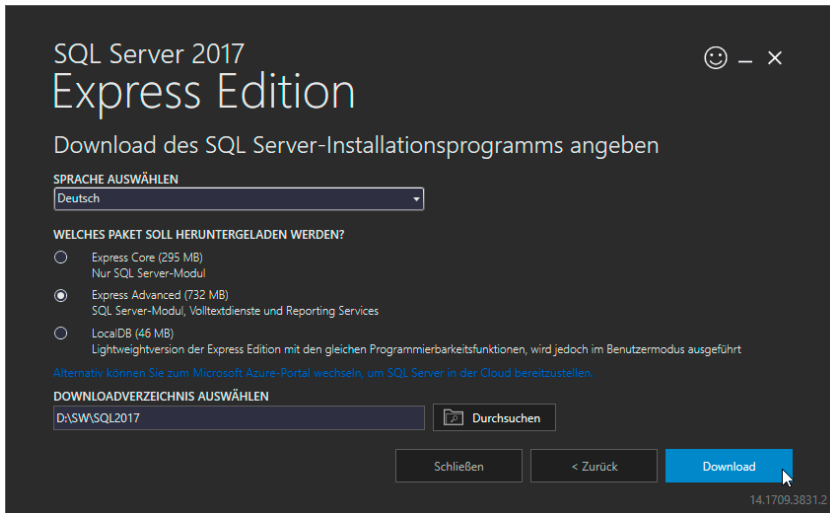 SQL Server 2017
Express Edition
Download des SQL Server-Installationsprogramms angeben
SPRACHE AUSWÄHLEN
Deutsch
WELCHES PAKET SOLL HERUNTERGELADEN WERDEN?
Express Core (295 MB)
Nur SQL Server-Modul
Express Advanced (732 MB)
SQL Server-Modul, Volltextdienste und Reporting Services
LocalDB (46 MB)
Lightweightversion der Express Edition mit den gleichen Programmierbarkeitsfunktionen, wird jedoch im Benutzermodus ausgeführt
Alternativ können Sie zum Microsoft Azure-Portal wechseln, um SQL Server in der Cloud bereitzustellen.
DOWNLOADVERZEICHNIS AUSWÄHLEN
D:\SW\SQL2017
Durchsuchen
Schließen
< Zurück
Download
14.1709.3831.2